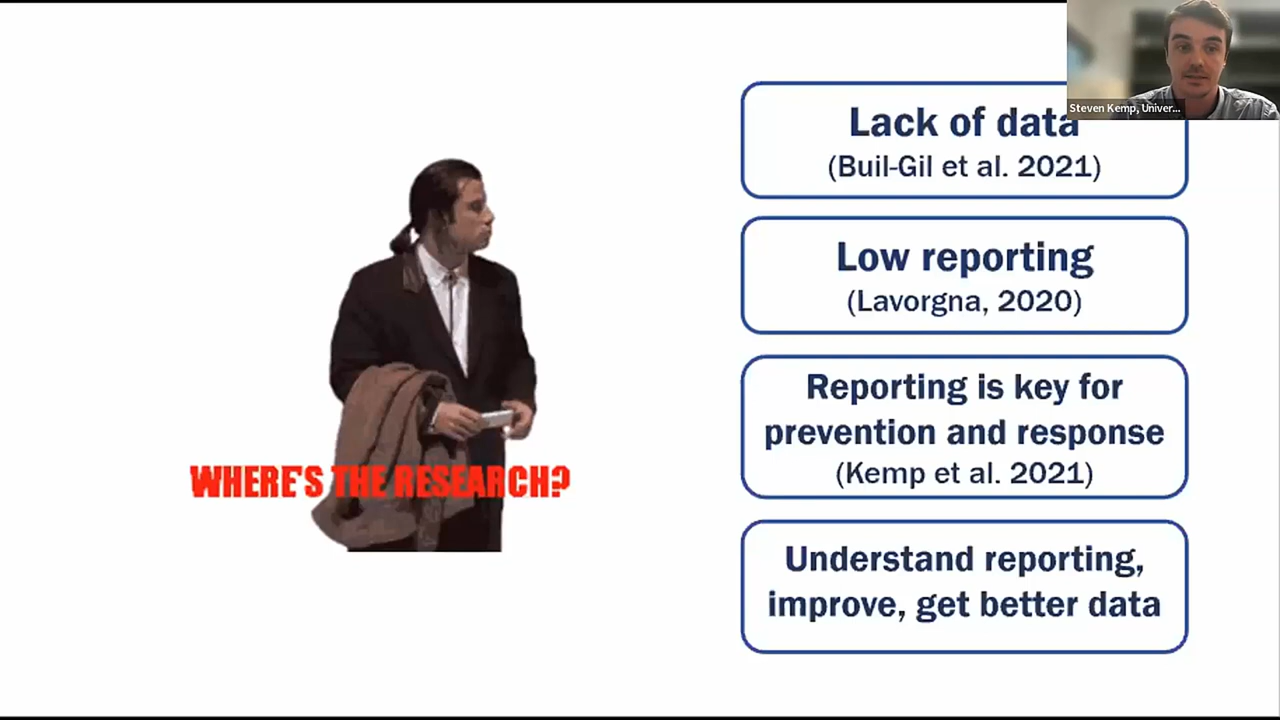 Steven Kemp, Univer...
Lack of data
(Buil-Gil et al. 2021)
Low reporting
(Lavorgna, 2020)
Reporting is key for
prevention and response
(Kemp et al. 2021)
Understand reporting,
improve, get better data
WHERE'S THE RESEARCH?